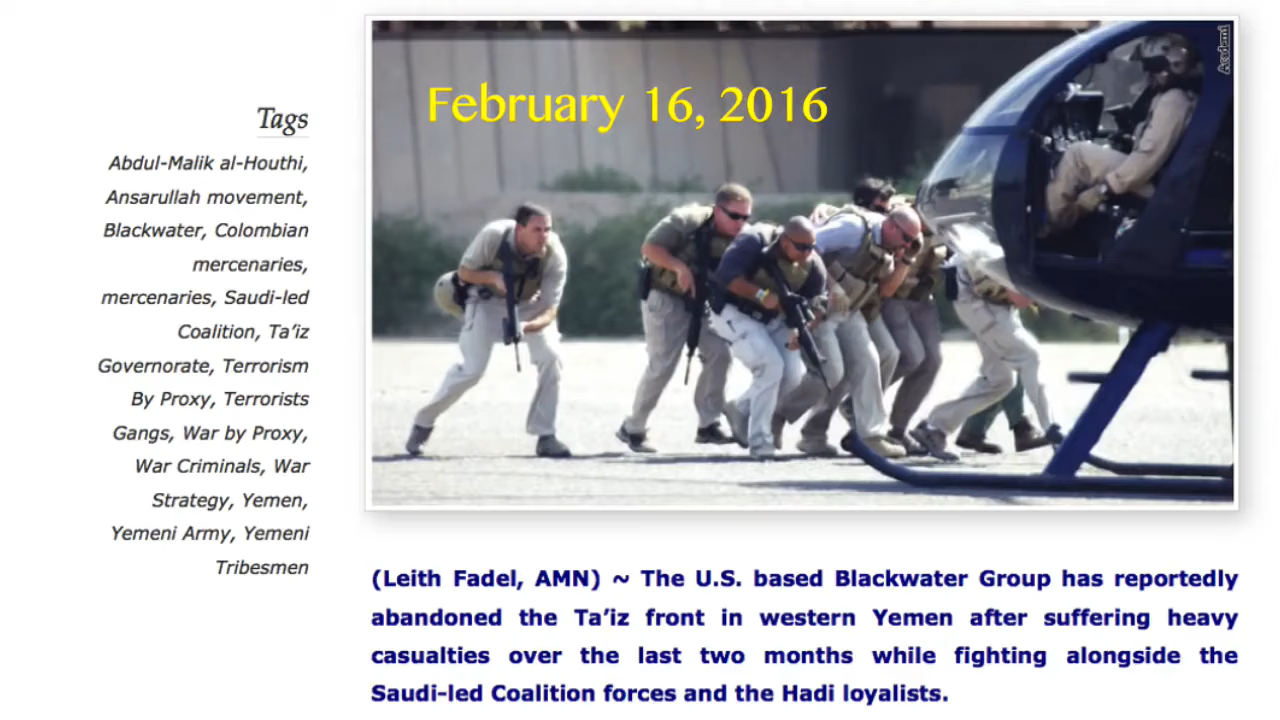 Tags
Abdul-Malik al-Houthi,
Ansarullah movement,
Blackwater, Colombian
mercenaries,
mercenaries, Saudi-led
Coalition, Ta’iz
Governorate, Terrorism
By Proxy, Terrorists
Gangs, War by Proxy,
War Criminals, War
Strategy, Yemen,
Yemeni Army, Yemeni
Tribesmen
February 16, 2016
Academi
(Leith Fadel, AMN) ~ The U.S. based Blackwater Group has reportedly
abandoned the Ta’iz front in western Yemen after suffering heavy
casualties over the last two months while fighting alongside the
Saudi-led Coalition forces and the Hadi loyalists.